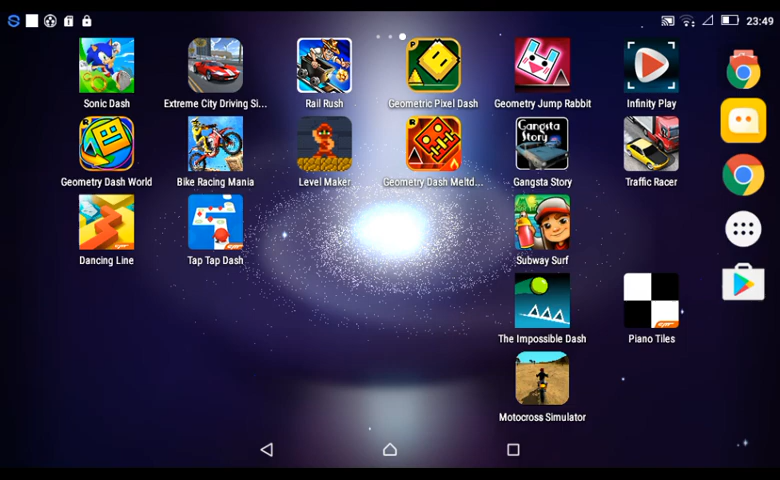 23:49
Sonic Dash
Extreme City Driving Si...
Rail Rush
Geometric Pixel Dash
Geometry Jump Rabbit
Infinity Play
Geometry Dash World
Bike Racing Mania
Level Maker
Geometry Dash Meltd...
Gangsta Story
Gangsta Story
Traffic Racer
Dancing Line
Tap Tap Dash
Subway Surf
The Impossible Dash
Piano Tiles
Motocross Simulator